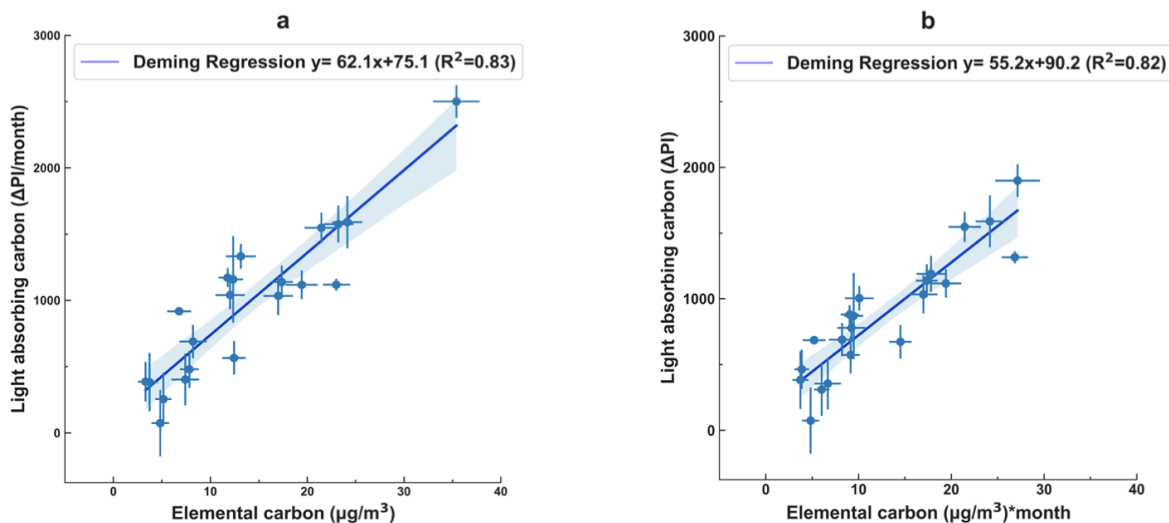 a
3000
Deming Regression y= 62.1x+75.1 (R²=0.83)
2000
1000
0
Light absorbing carbon (ΔPI/month)
0 10 20 30 40
Elemental carbon (μg/m³)
b
3000
Deming Regression y= 55.2x+90.2 (R²=0.82)
2000
1000
0
Light absorbing carbon (ΔPI)
0 10 20 30 40
Elemental carbon (μg/m³)*month